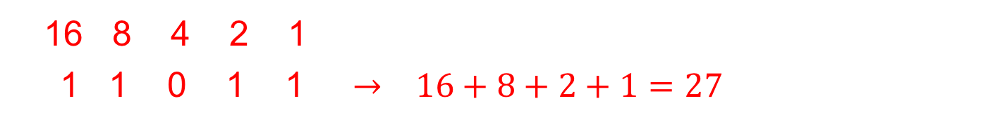 16 8 4 2 1
1 1 0 1 1 → 16 + 8 + 2 + 1 = 27